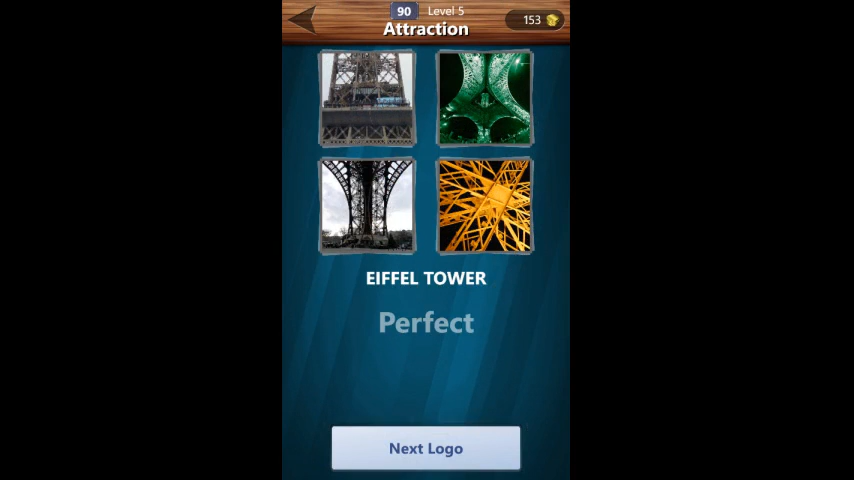 90
Level 5
153
Attraction
EIFFEL TOWER
Perfect
Next Logo